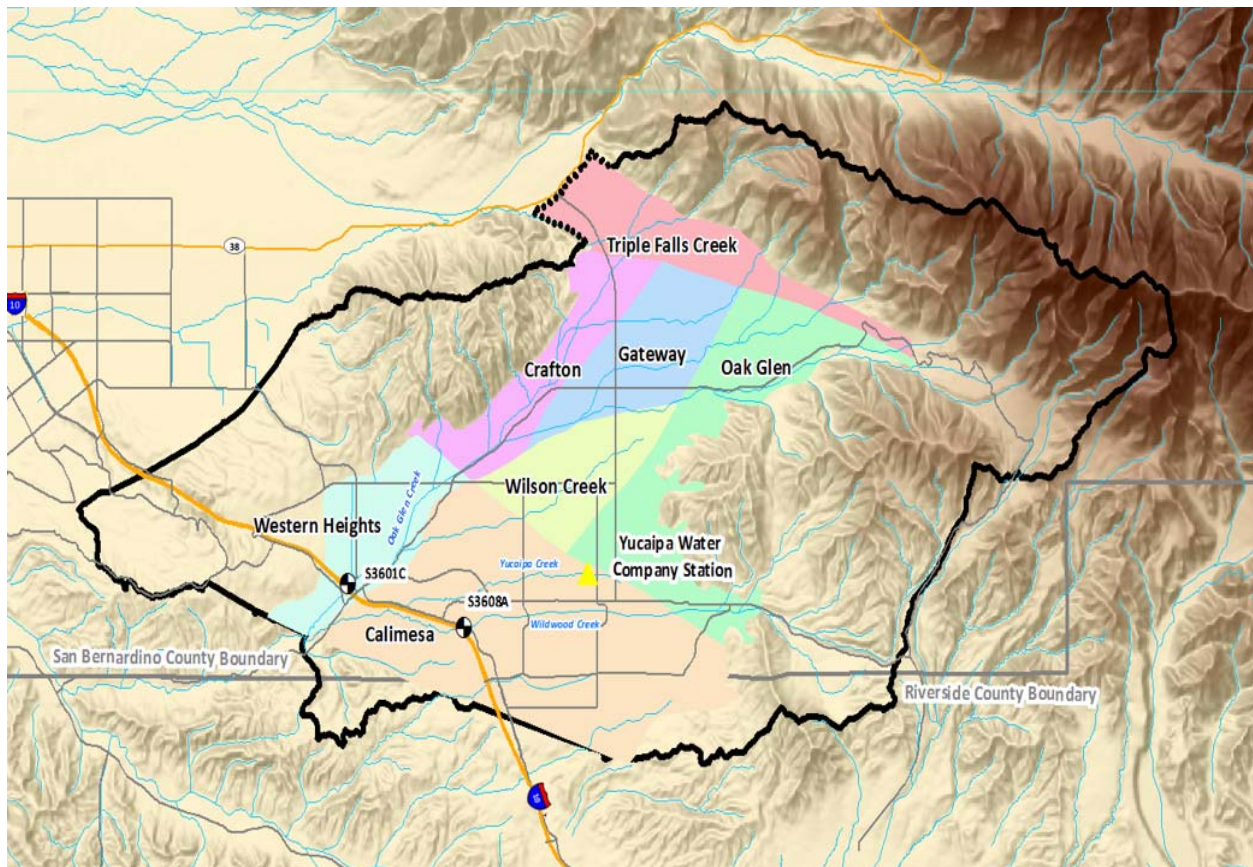 38
Triple Falls Creek
10
Crafton
Gateway
Oak Glen
Oak Glen Creek
Wilson Creek
Western Heights
Yucaipa Water
Company Station
Yucaipa Creek
S3601C
S3608A
Wildwood Creek
Calimesa
San Bernardino County Boundary
Riverside County Boundary
10